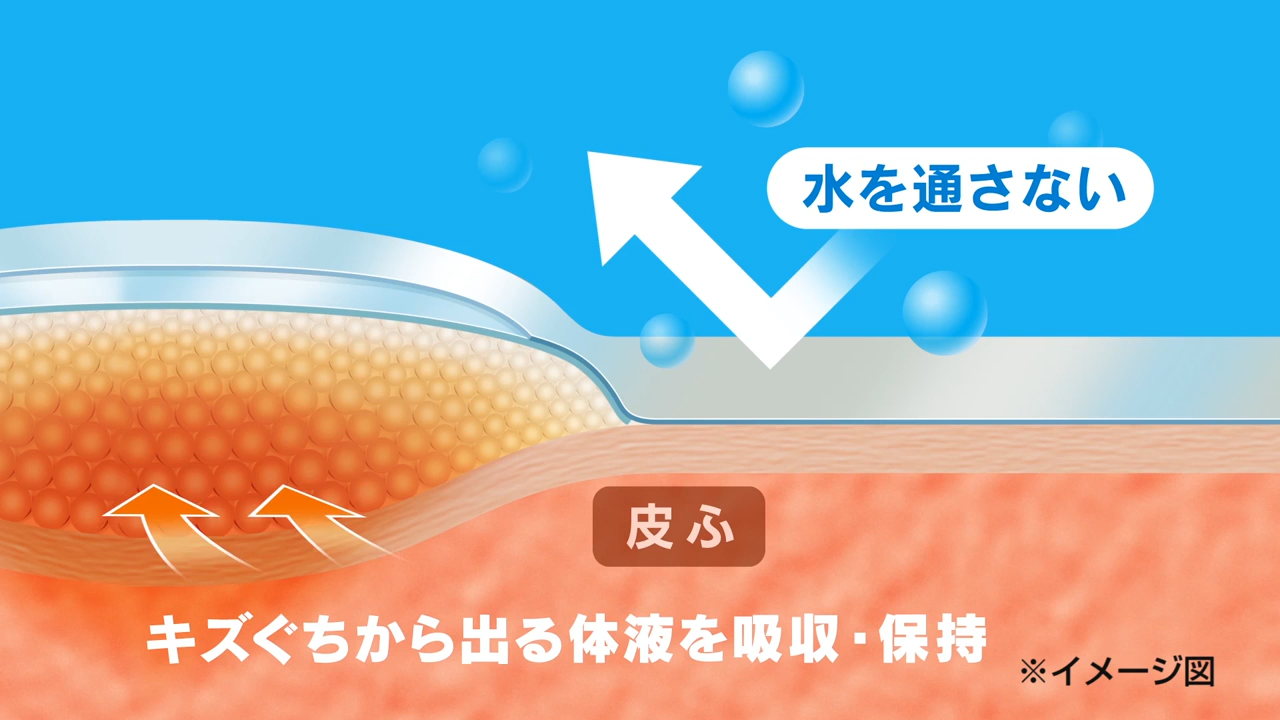 水を通さない
皮ふ
キズぐちから出る体液を吸収・保持
※イメージ図